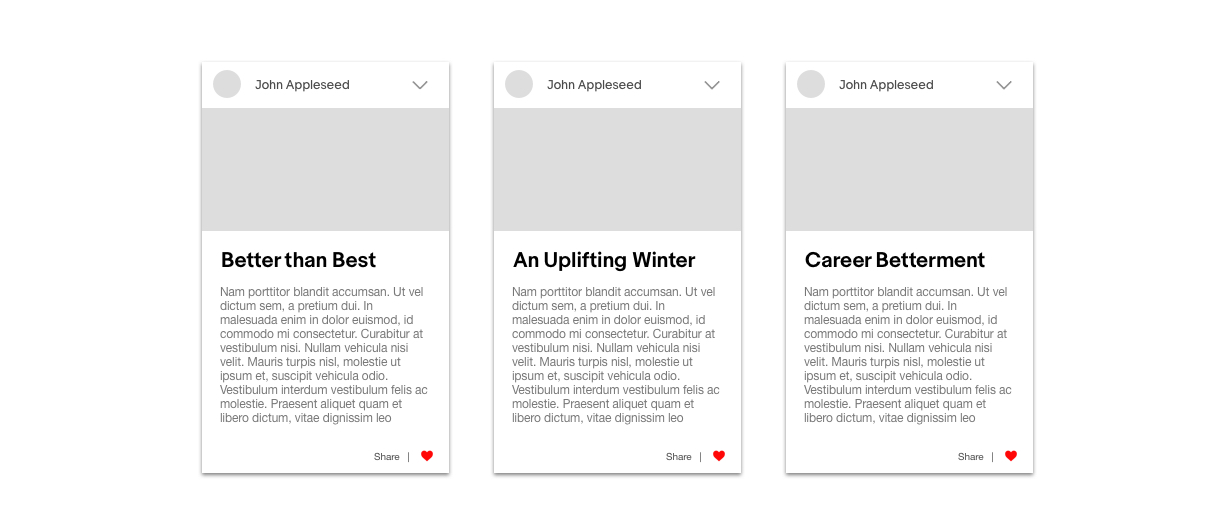 John Appleseed
Better than Best
Nam porttitor blandit accumsan. Ut vel
dictum sem, a pretium dui. In
malesuada enim in dolor euismod, id
commodo mi consectetur. Curabitur at
vestibulum nisi. Nullam vehicula nisi
velit. Mauris turpis nisl, molestie ut
ipsum et, suscipit vehicula odio.
Vestibulum interdum vestibulum felis ac
molestie. Praesent aliquet quam et
libero dictum, vitae dignissim leo
Share |
John Appleseed
An Uplifting Winter
Nam porttitor blandit accumsan. Ut vel
dictum sem, a pretium dui. In
malesuada enim in dolor euismod, id
commodo mi consectetur. Curabitur at
vestibulum nisi. Nullam vehicula nisi
velit. Mauris turpis nisl, molestie ut
ipsum et, suscipit vehicula odio.
Vestibulum interdum vestibulum felis ac
molestie. Praesent aliquet quam et
libero dictum, vitae dignissim leo
Share |
John Appleseed
Career Betterment
Nam porttitor blandit accumsan. Ut vel
dictum sem, a pretium dui. In
malesuada enim in dolor euismod, id
commodo mi consectetur. Curabitur at
vestibulum nisi. Nullam vehicula nisi
velit. Mauris turpis nisl, molestie ut
ipsum et, suscipit vehicula odio.
Vestibulum interdum vestibulum felis ac
molestie. Praesent aliquet quam et
libero dictum, vitae dignissim leo
Share |